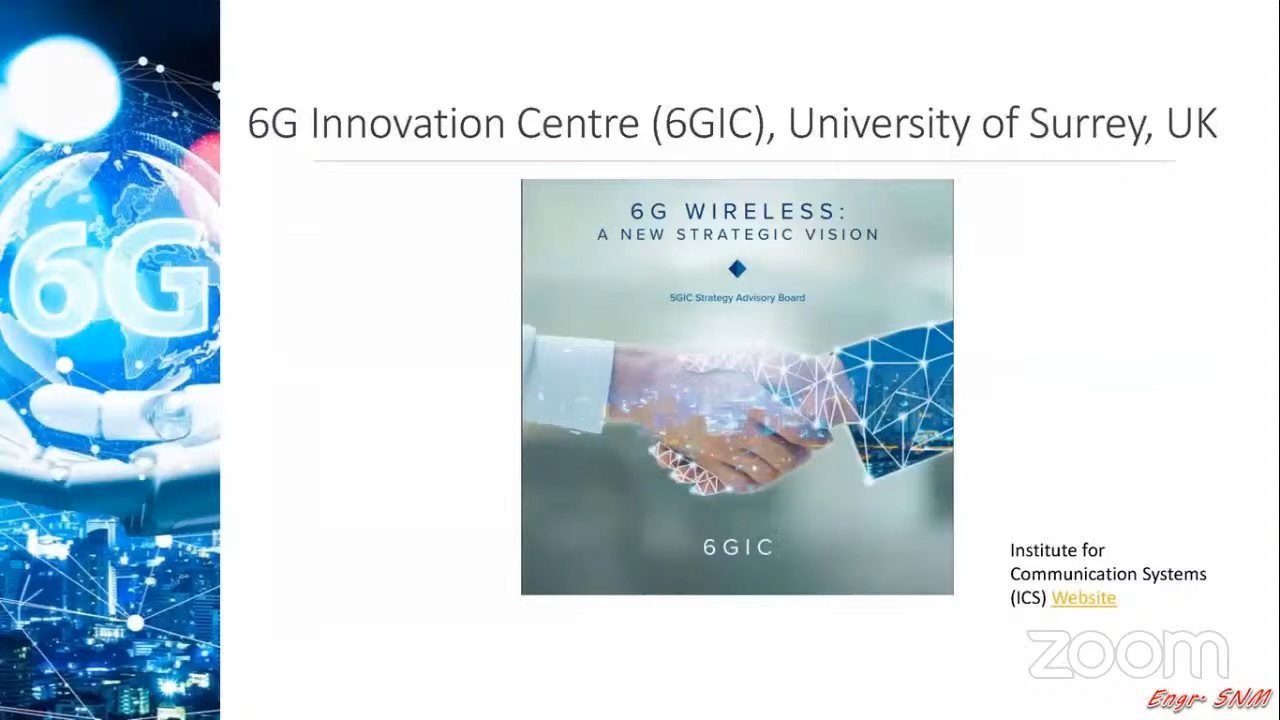 6G Innovation Centre (6GIC), University of Surrey, UK
6G
6G WIRELESS:
A NEW STRATEGIC VISION
5GIC Strategy Advisory Board
6GIC
Institute for
Communication Systems
(ICS) Website
zoom
Engr. SNM